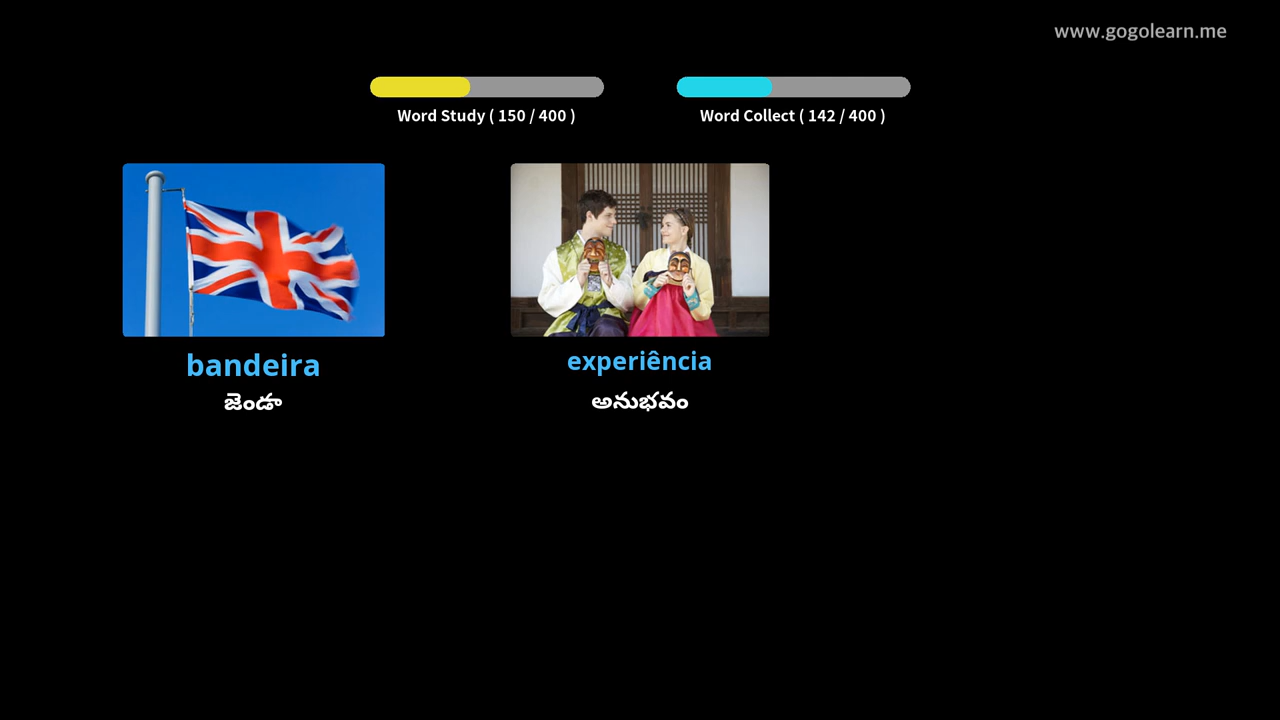 www.gogolearn.me
Word Study ( 150 / 400 )
Word Collect ( 142 / 400 )
bandeira
జెండా
experiência
అనుభవం